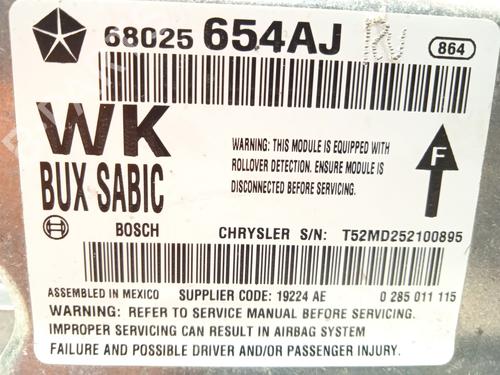 68025 654AJ
864
WK
BUX SABIC
WARNING: THIS MODULE IS EQUIPPED WITH
ROLLOVER DETECTION. ENSURE MODULE IS
DISCONNECTED BEFORE SERVICING.
F
BOSCH CHRYSLER S/N: T52MD252100895
ASSEMBLED IN MEXICO SUPPLIER CODE: 19224 AE 0 285 011 115
WARNING: REFER TO SERVICE MANUAL BEFORE SERVICING.
IMPROPER SERVICING CAN RESULT IN AIRBAG SYSTEM
FAILURE AND POSSIBLE DRIVER AND/OR PASSENGER INJURY.